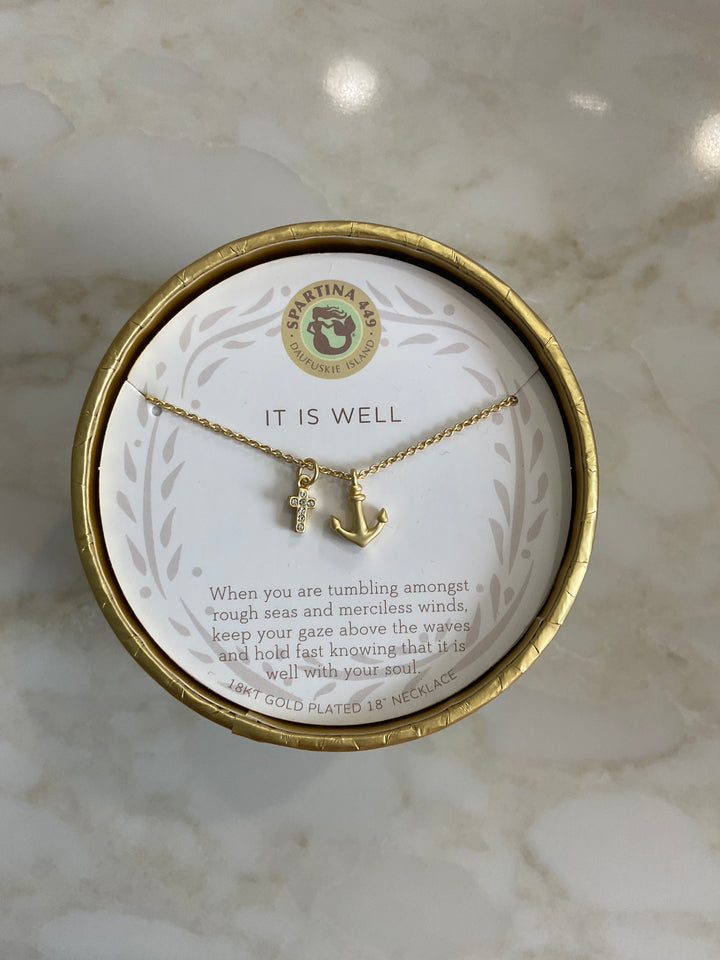 SPARTINA 449
· DAUFUSKIE ISLAND ·
IT IS WELL
When you are tumbling amongst
rough seas and merciless winds,
keep your gaze above the waves
and hold fast knowing that it is
well with your soul.
18KT GOLD PLATED 18" NECKLACE